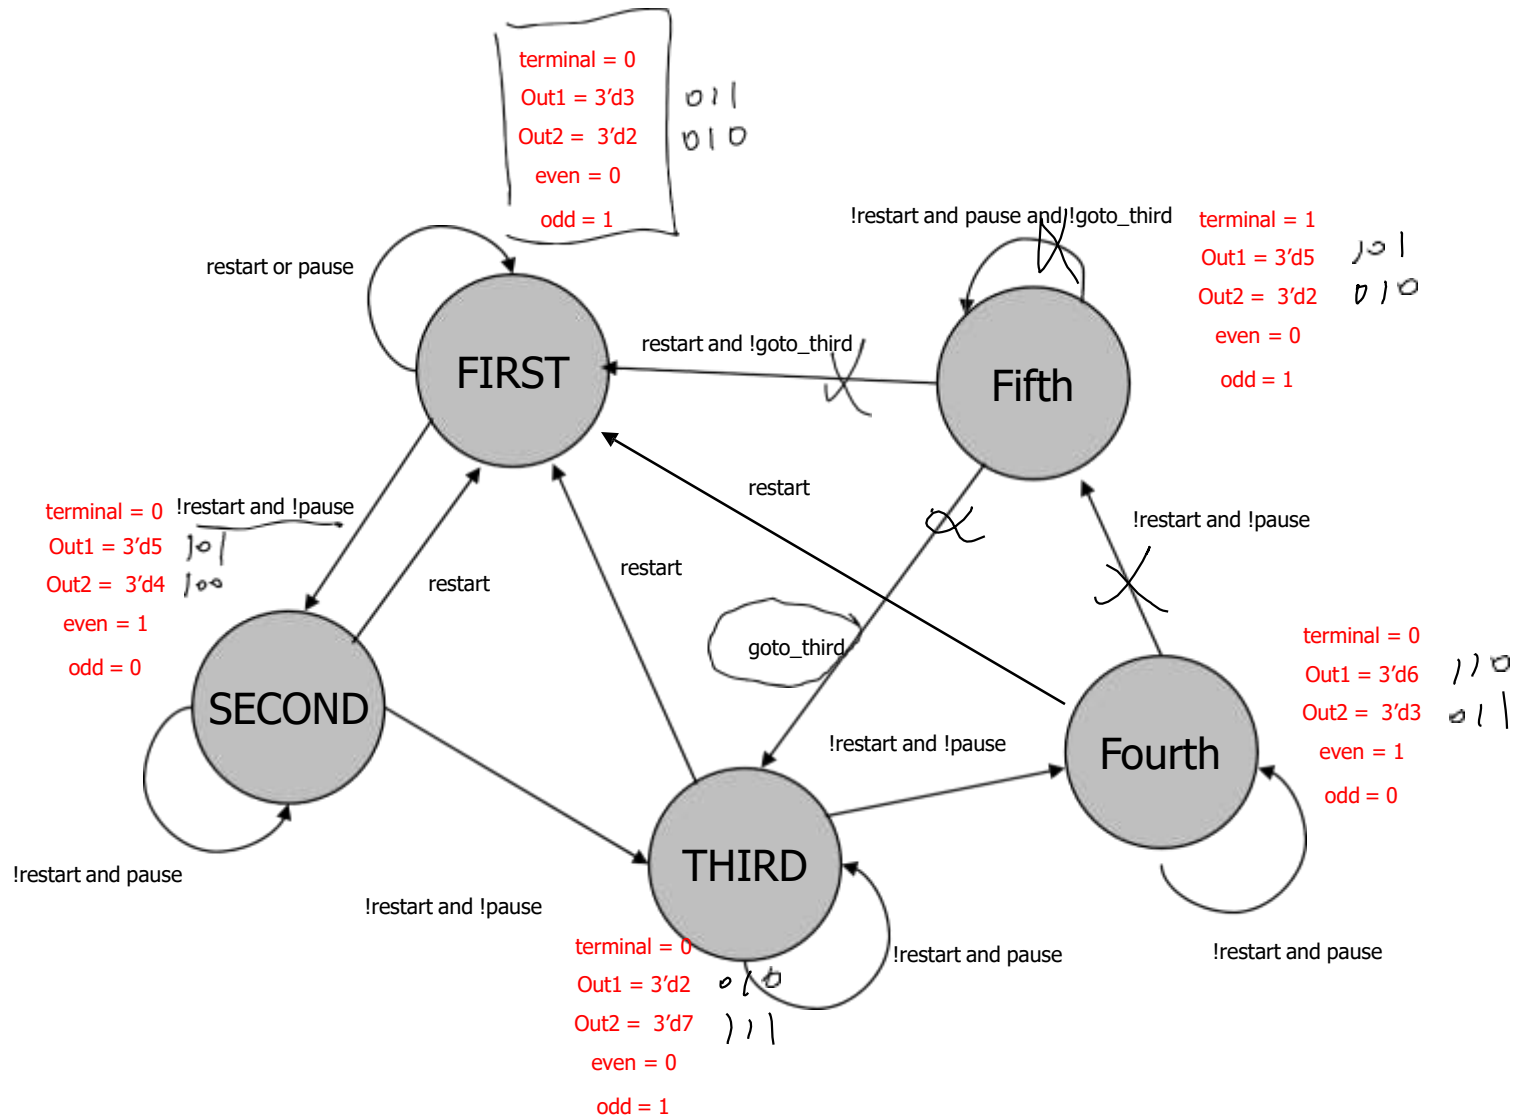 terminal = 0
Out1 = 3'd3 011
Out2 = 3'd2 010
even = 0
odd = 1
restart or pause
FIRST
!restart and pause and !goto_third
terminal = 1
Out1 = 3'd5 101
Out2 = 3'd2 010
even = 0
odd = 1
restart and !goto_third
Fifth
restart
!restart and !pause
terminal = 0
Out1 = 3'd5 101
Out2 = 3'd4 100
even = 1
odd = 0
!restart and !pause
restart
restart
goto_third
SECOND
!restart and pause
!restart and !pause
!restart and !pause
terminal = 0
Out1 = 3'd6 110
Out2 = 3'd3 011
even = 1
odd = 0
Fourth
!restart and pause
THIRD
!restart and pause
terminal = 0
Out1 = 3'd2 010
Out2 = 3'd7 111
even = 0
odd = 1